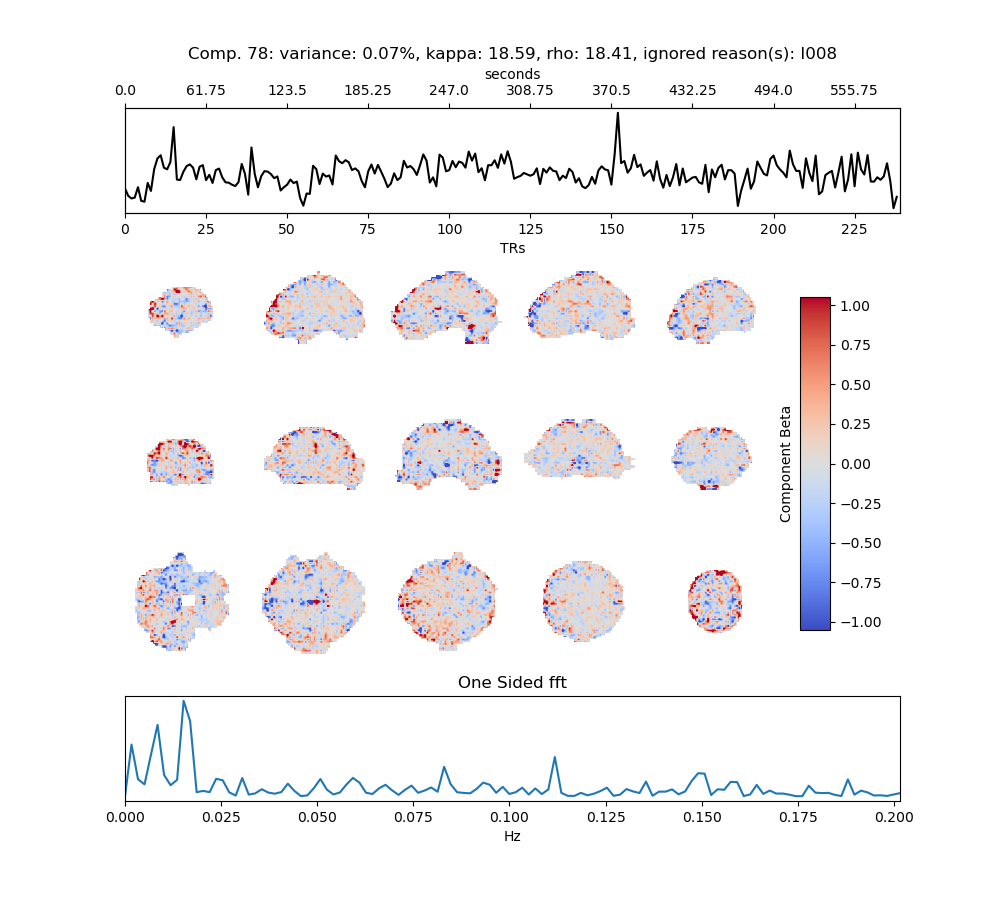 Comp. 78: variance: 0.07%, kappa: 18.59, rho: 18.41, ignored reason(s): I008
seconds
0.0 61.75 123.5 185.25 247.0 308.75 370.5 432.25 494.0 555.75
0 25 50 75 100 125 150 175 200 225
TRs
1.00
0.75
0.50
0.25
0.00
−0.25
−0.50
−0.75
−1.00
Component Beta
One Sided fft
0.000 0.025 0.050 0.075 0.100 0.125 0.150 0.175 0.200
Hz